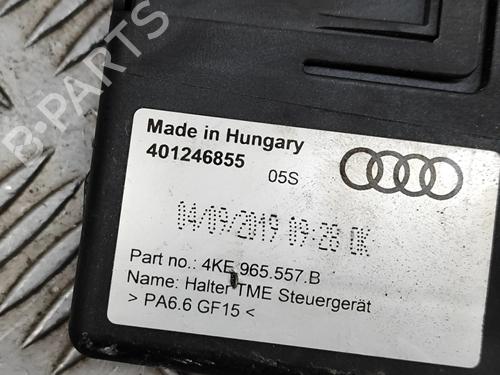 B-PARTS
Made in Hungary
401246855
05S
04/09/2019 09:28 OK
Part no.: 4KE.965.557.B
Name: Halter TME Steuergerät
> PA6.6 GF15 <